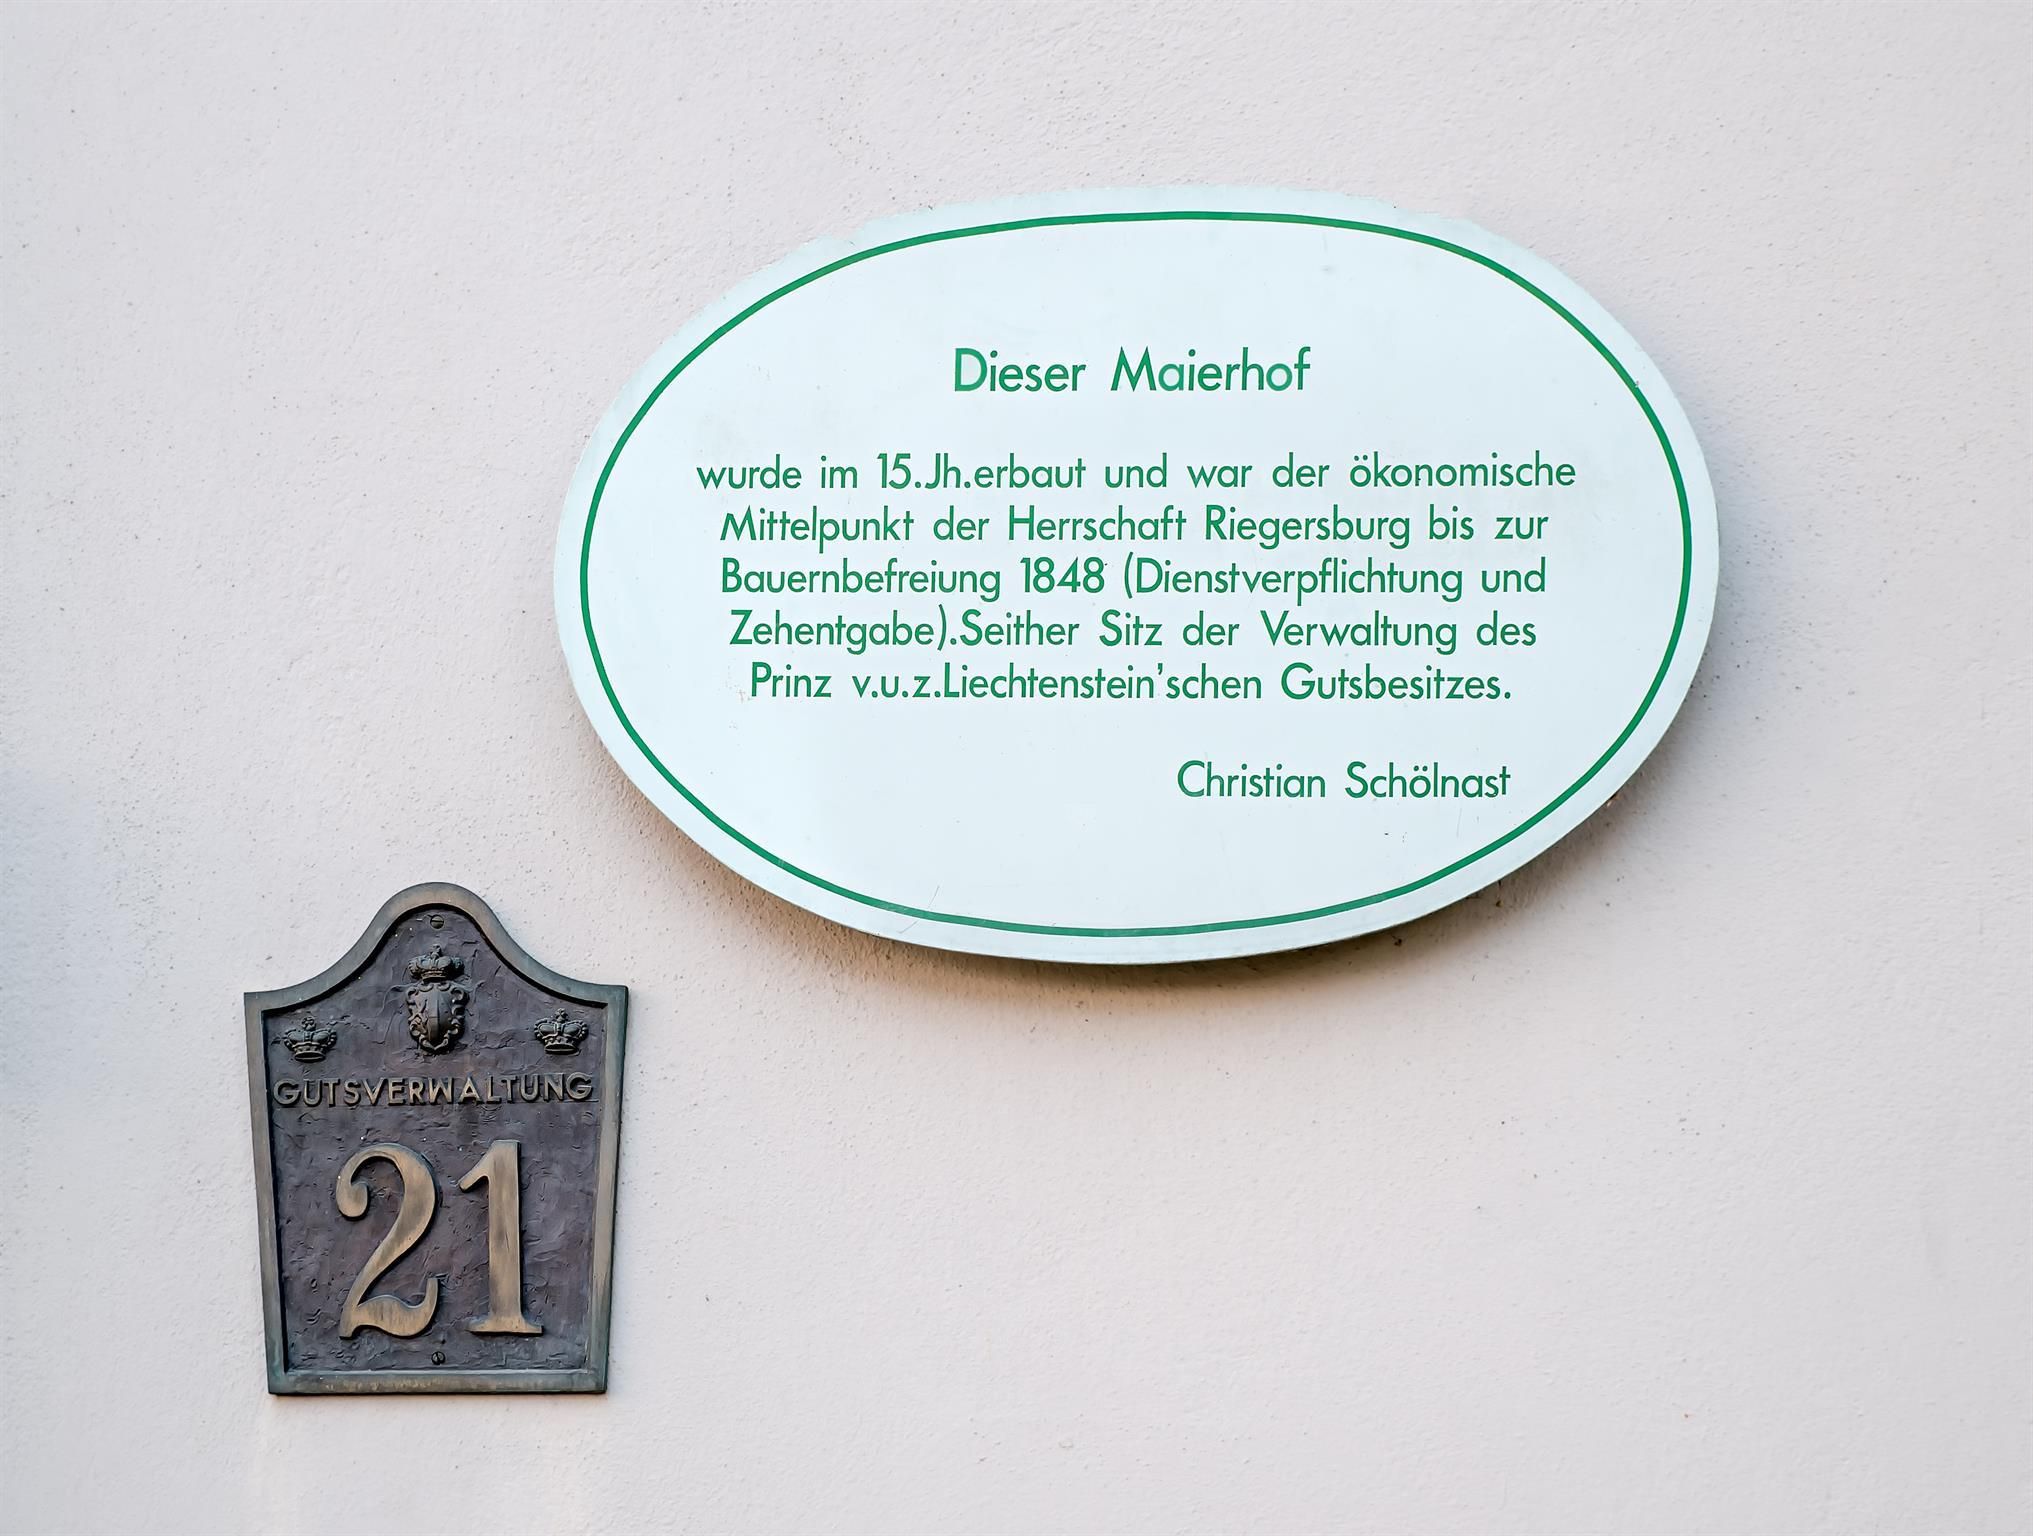 Dieser Maierhof
wurde im 15.Jh.erbaut und war der ökonomische
Mittelpunkt der Herrschaft Riegersburg bis zur
Bauernbefreiung 1848 (Dienstverpflichtung und
Zehentgabe).Seither Sitz der Verwaltung des
Prinz v.u.z.Liechtenstein'schen Gutsbesitzes.
Christian Schölnast
GUTSVERWALTUNG
21